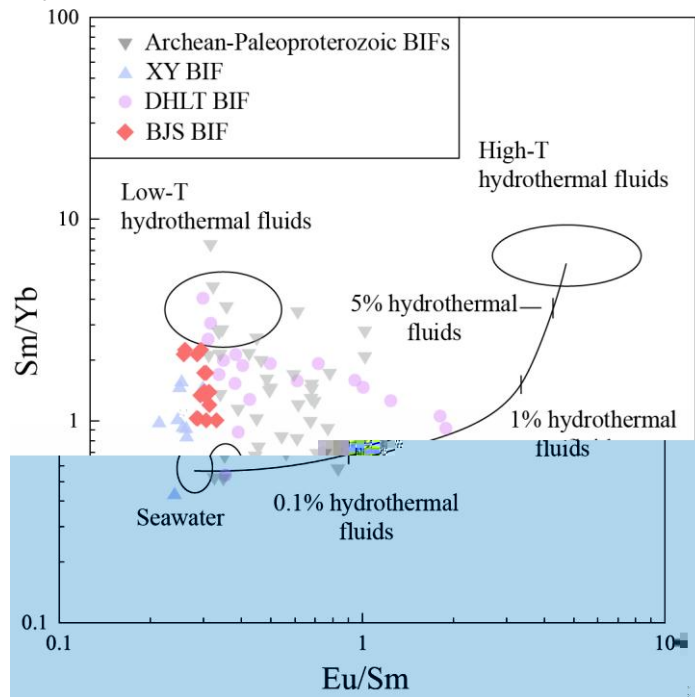 100
Archean-Paleoproterozoic BIFs
XY BIF
DHLT BIF
BJS BIF
High-T
hydrothermal fluids
Low-T
hydrothermal fluids
10
5% hydrothermal
fluids
Sm/Yb
1
1% hydrothermal
fluids
0.1% hydrothermal
fluids
Seawater
0.1
0.1
1
10
Eu/Sm